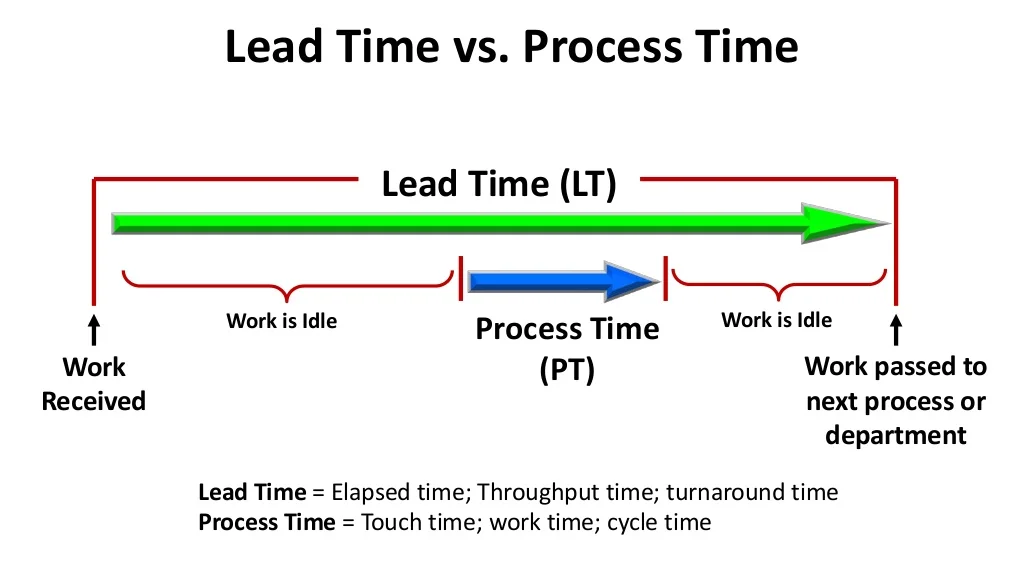 Lead Time vs. Process Time
Lead Time (LT)
Work is Idle
Process Time
(PT)
Work is Idle
Work
Received
Work passed to
next process or
department
Lead Time = Elapsed time; Throughput time; turnaround time
Process Time = Touch time; work time; cycle time